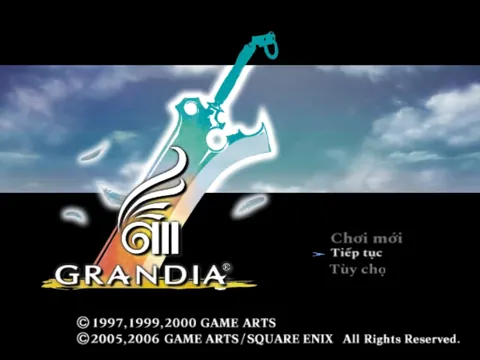 GRANDIA®
Chơi mới
Tiếp tục
Tùy chọ
©1997,1999,2000 GAME ARTS
©2005,2006 GAME ARTS/SQUARE ENIX All Rights Reserved.